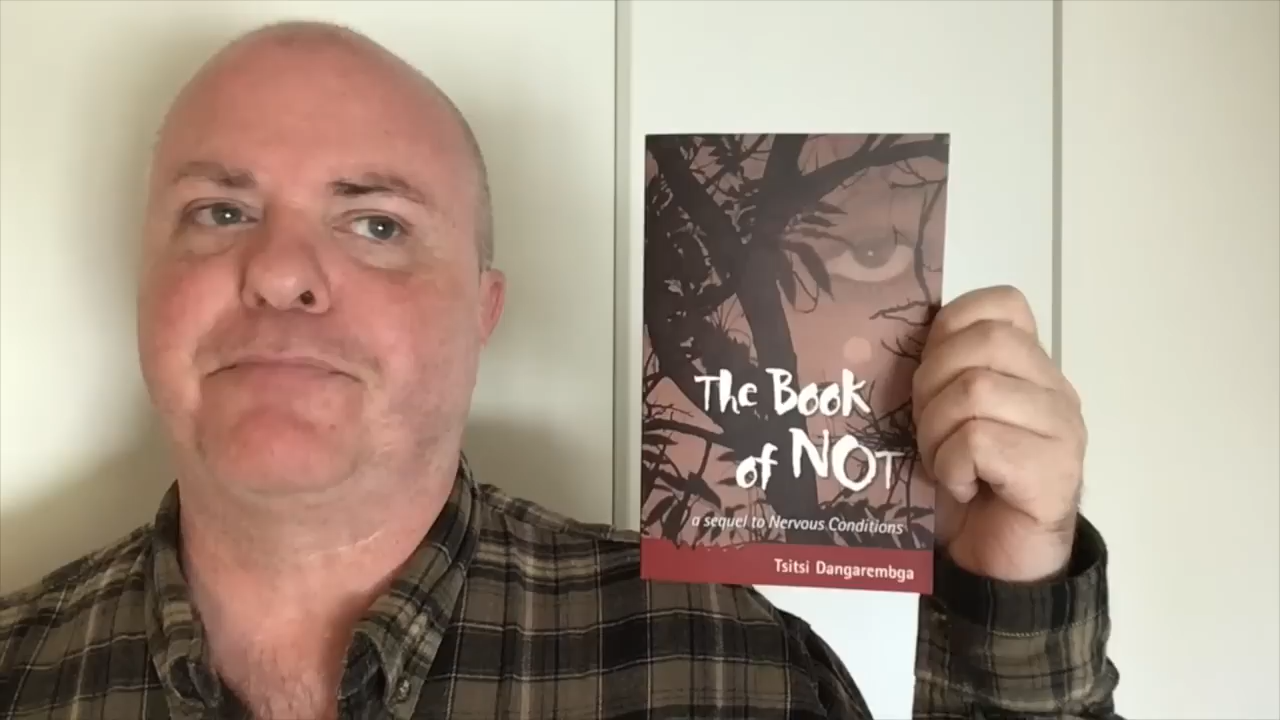 The Book
of NOT
a sequel to Nervous Conditions
Tsitsi Dangarembga